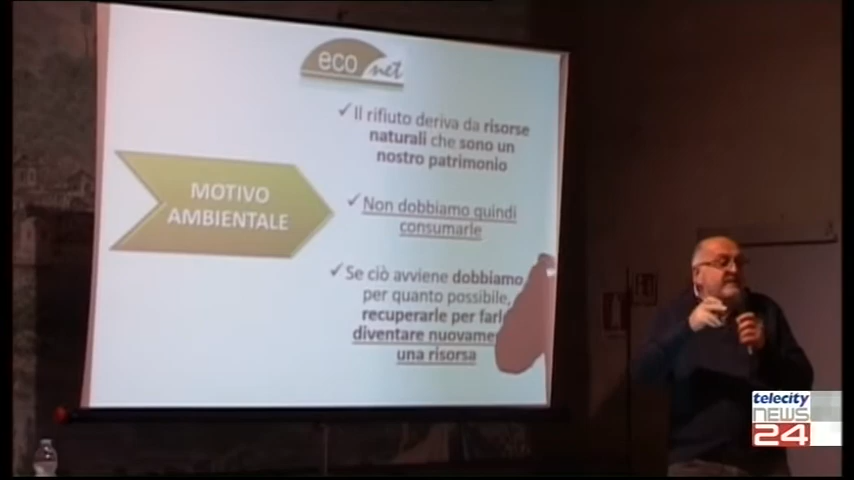 eco net
✓ Il rifiuto deriva da risorse
naturali che sono un
nostro patrimonio
MOTIVO
AMBIENTALE
✓ Non dobbiamo quindi
consumarle
✓ Se ciò avviene dobbiamo
per quanto possibile,
recuperarle per farle
diventare nuovame
una risorsa
telecity
NEWS
24